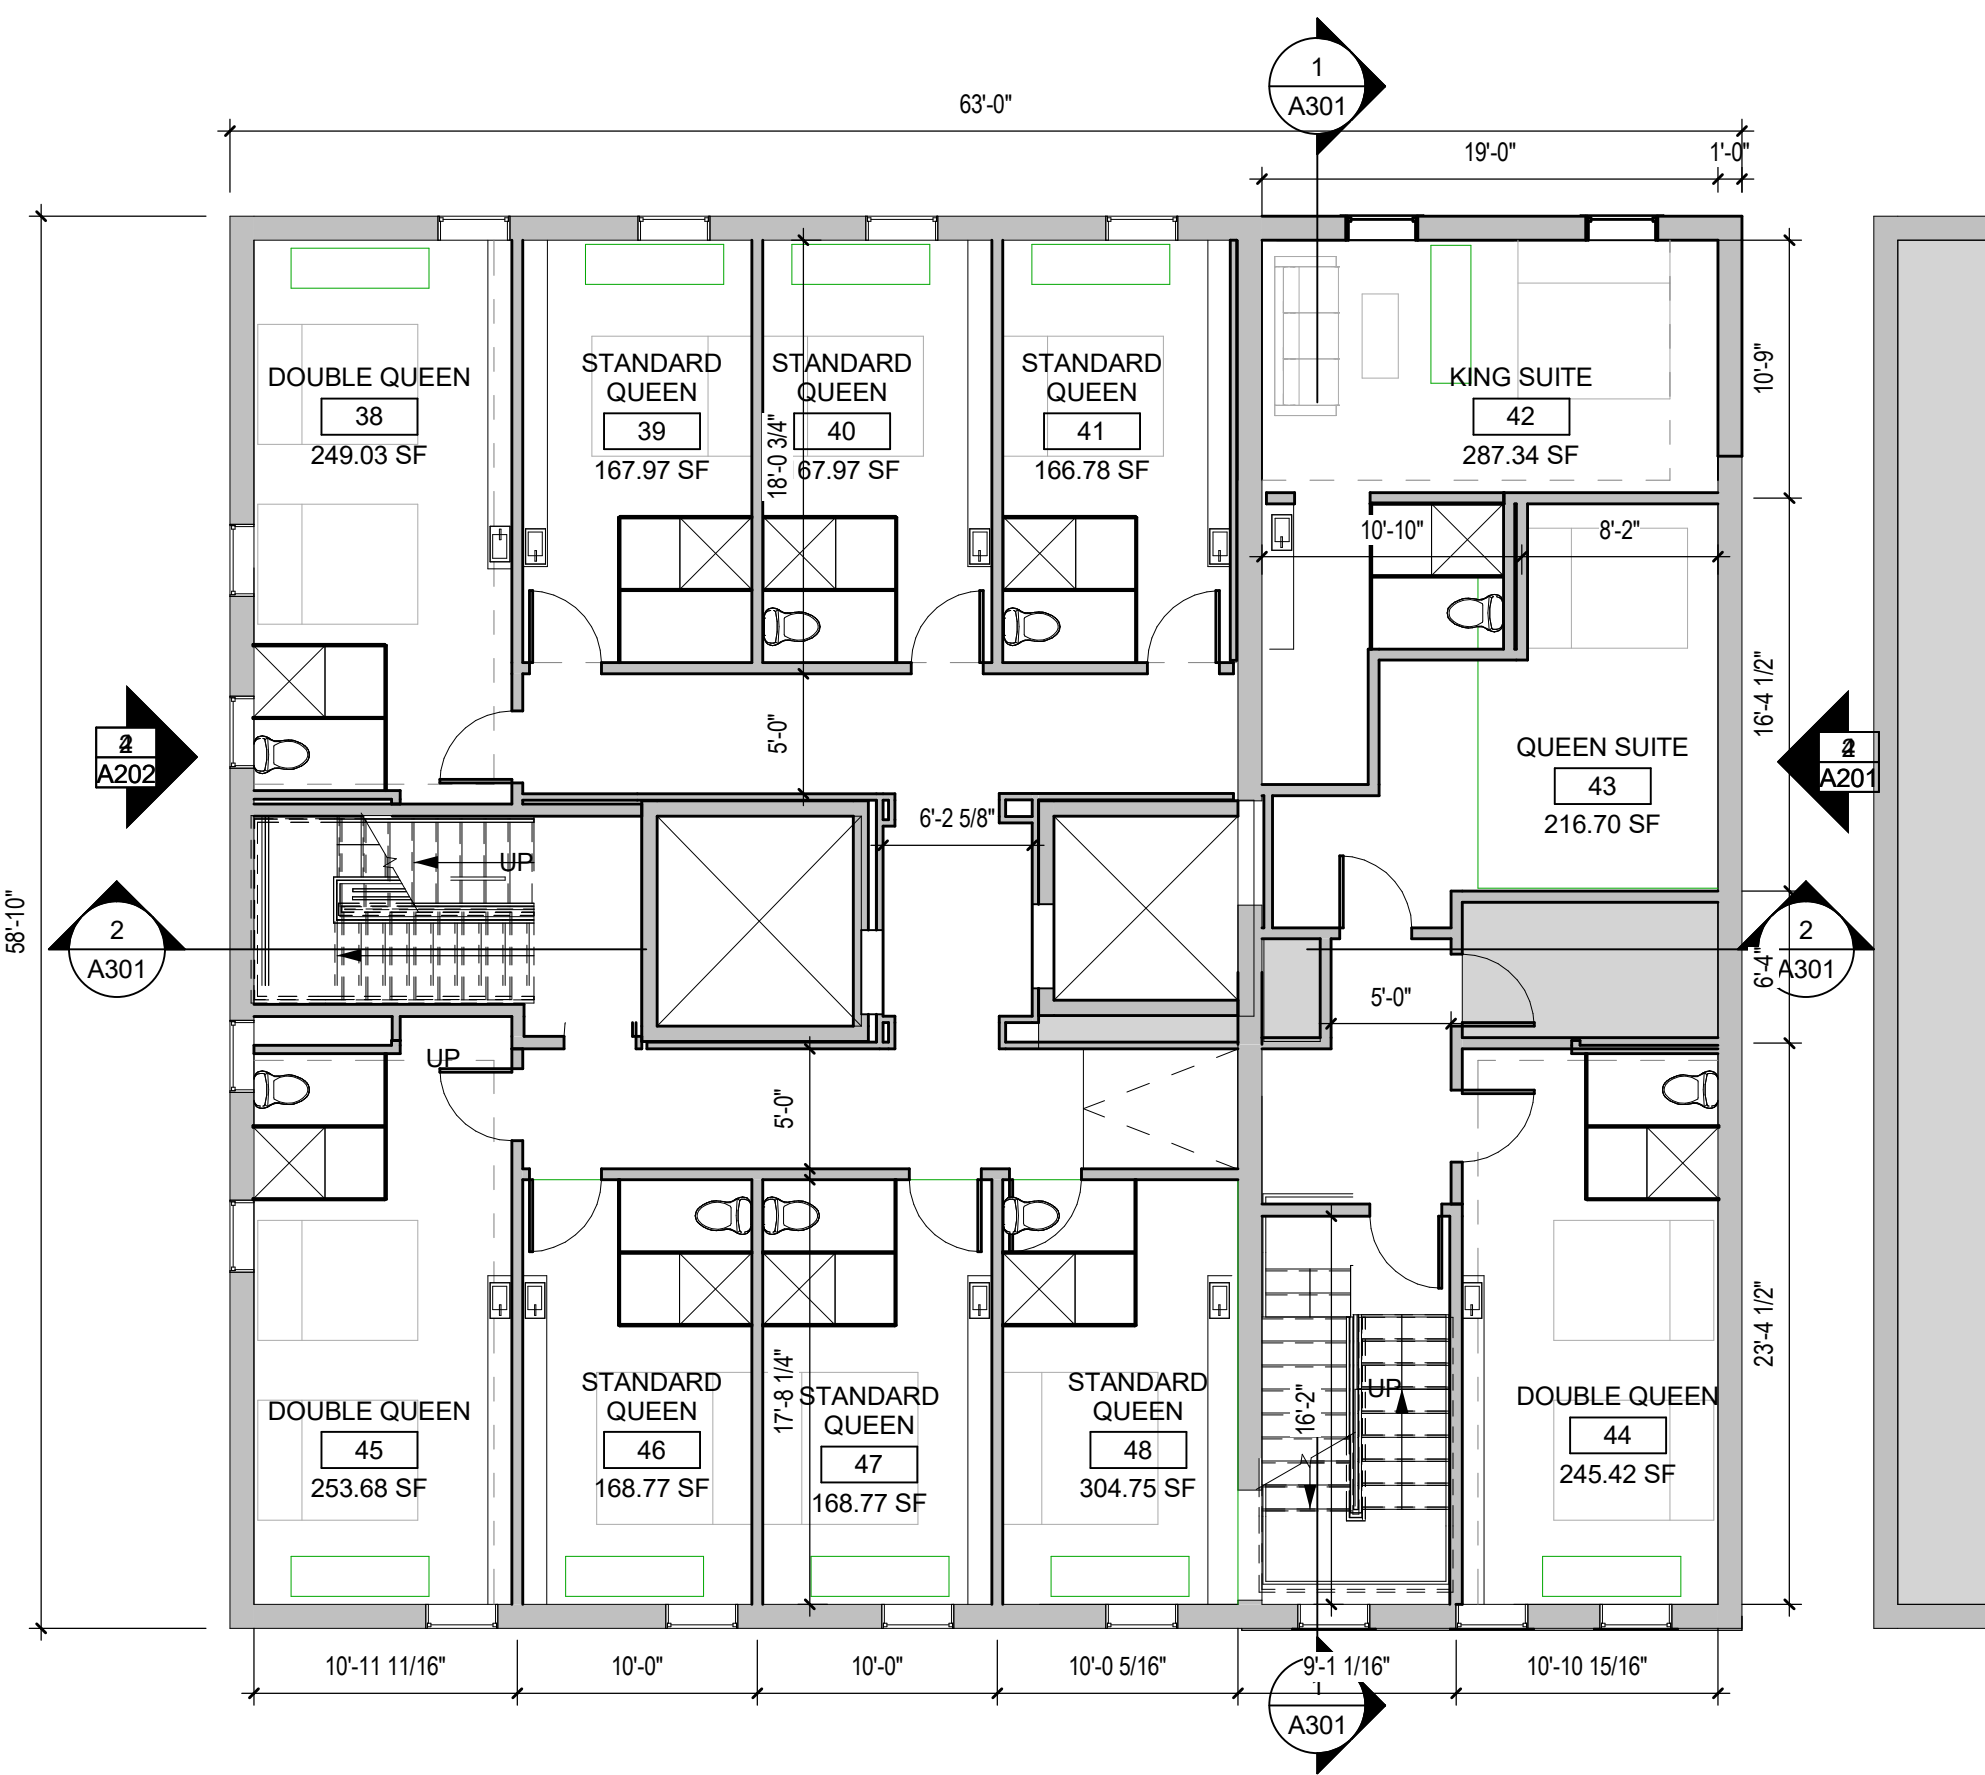 1
A301
63'-0"
19'-0"
1'-0"
DOUBLE QUEEN
38
249.03 SF
STANDARD
QUEEN
39
167.97 SF
STANDARD
QUEEN
40
67.97 SF
18'-0 3/4"
STANDARD
QUEEN
41
166.78 SF
KING SUITE
42
287.34 SF
10'-9"
10'-10"
8'-2"
16'-4 1/2"
5'-0"
QUEEN SUITE
43
216.70 SF
A202
A201
6'-2 5/8"
UP
58'-10"
2
A301
2
A301
6'-4"
5'-0"
UP
5'-0"
23'-4 1/2"
DOUBLE QUEEN
45
253.68 SF
STANDARD
QUEEN
46
168.77 SF
17'-8 1/4"
STANDARD
QUEEN
47
168.77 SF
STANDARD
QUEEN
48
304.75 SF
16'-2"
UP
DOUBLE QUEEN
44
245.42 SF
10'-11 11/16"
10'-0"
10'-0"
10'-0 5/16"
9'-1 1/16"
10'-10 15/16"
1
A301